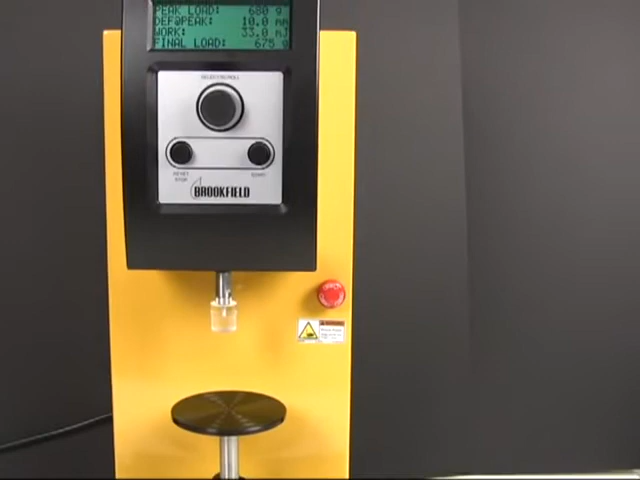 PEAK LOAD: 680 g
DEF@PEAK: 10.0 mm
WORK: 33.0 mJ
FINAL LOAD: 675 g
SELECT/SCROLL
RESET
STOP
START
BROOKFIELD